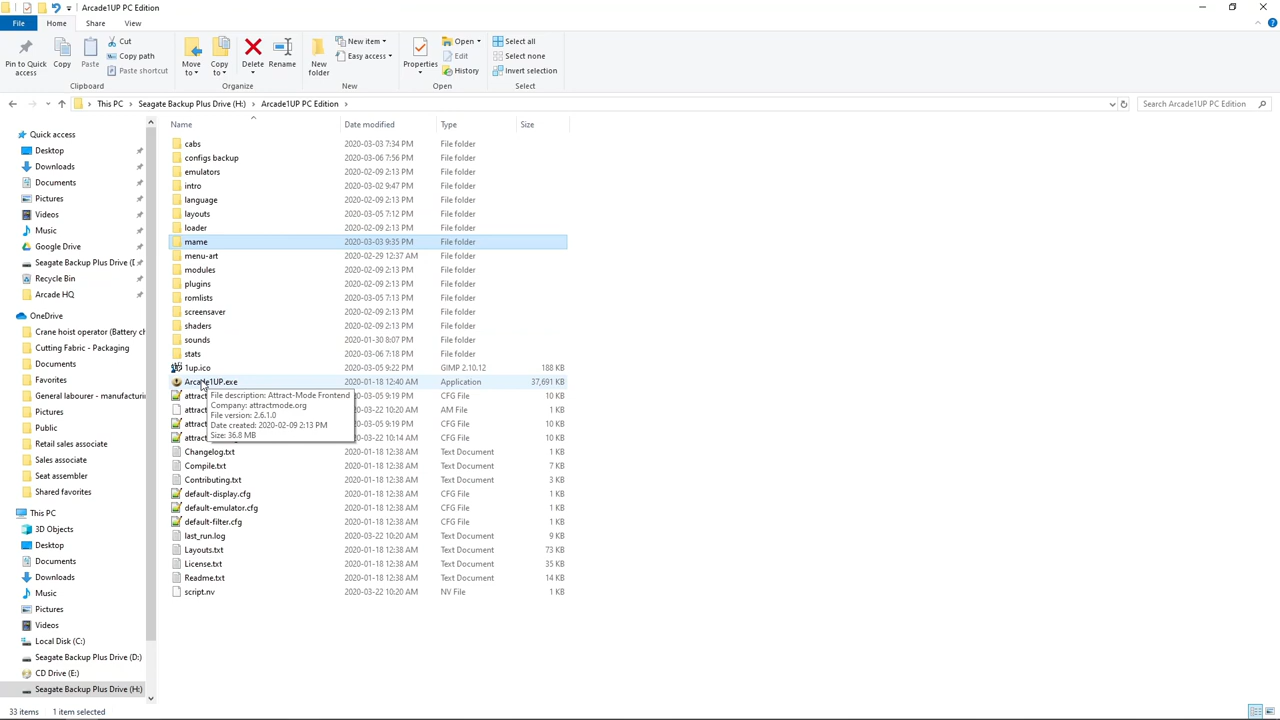 Arcade1UP PC Edition
File Home Share View
Pin to Quick access
Copy
Paste
Cut
Copy path
Paste shortcut
Clipboard
Move to
Copy to
Delete
Rename
Organize
New folder
New item
Easy access
New
Properties
Open
Edit
History
Open
Select all
Select none
Invert selection
Select
This PC > Seagate Backup Plus Drive (H:) > Arcade1UP PC Edition >
Search Arcade1UP PC Edition
Quick access
Desktop
Downloads
Documents
Pictures
Videos
Music
Google Drive
Seagate Backup Plus Drive (D
Recycle Bin
Arcade HQ
OneDrive
Crane hoist operator (Battery ch
Cutting Fabric - Packaging
Documents
Favorites
General labourer - manufacturi
Pictures
Public
Retail sales associate
Sales associate
Seat assembler
Shared favorites
This PC
3D Objects
Desktop
Documents
Downloads
Music
Pictures
Videos
Local Disk (C:)
Seagate Backup Plus Drive (D:)
CD Drive (E:)
Seagate Backup Plus Drive (H:)
Name Date modified Type Size
cabs 2020-03-03 7:34 PM File folder
configs backup 2020-03-06 7:56 PM File folder
emulators 2020-02-09 2:13 PM File folder
intro 2020-03-02 9:47 PM File folder
language 2020-02-09 2:13 PM File folder
layouts 2020-03-05 7:12 PM File folder
loader 2020-02-09 2:13 PM File folder
mame 2020-03-03 9:35 PM File folder
menu-art 2020-02-29 12:37 AM File folder
modules 2020-02-09 2:13 PM File folder
plugins 2020-02-09 2:13 PM File folder
romlists 2020-03-05 7:13 PM File folder
screensaver 2020-02-09 2:13 PM File folder
shaders 2020-02-09 2:13 PM File folder
sounds 2020-01-30 8:07 PM File folder
stats 2020-03-06 7:18 PM File folder
1up.ico 2020-03-05 9:22 PM GIMP 2.10.12 188 KB
Arcade1UP.exe 2020-01-18 12:40 AM Application 37,691 KB
attrac -03-05 9:19 PM CFG File 10 KB
attrac -03-22 10:20 AM AM File 1 KB
attrac -03-05 9:19 PM CFG File 10 KB
attrac -03-22 10:14 AM CFG File 1 KB
File description: Attract-Mode Frontend
Company: attractmode.org
File version: 2.6.1.0
Date created: 2020-02-09 2:13 PM
Size: 36.8 MB
Changelog.txt 2020-01-18 12:38 AM Text Document 1 KB
Compile.txt 2020-01-18 12:38 AM Text Document 7 KB
Contributing.txt 2020-01-18 12:38 AM Text Document 3 KB
default-display.cfg 2020-01-18 12:38 AM CFG File 1 KB
default-emulator.cfg 2020-01-18 12:38 AM CFG File 1 KB
default-filter.cfg 2020-01-18 12:38 AM CFG File 1 KB
last_run.log 2020-03-22 10:20 AM Text Document 9 KB
Layouts.txt 2020-01-18 12:38 AM Text Document 73 KB
License.txt 2020-01-18 12:38 AM Text Document 35 KB
Readme.txt 2020-01-18 12:38 AM Text Document 14 KB
script.nv 2020-03-22 10:20 AM NV File 1 KB
33 items 1 item selected